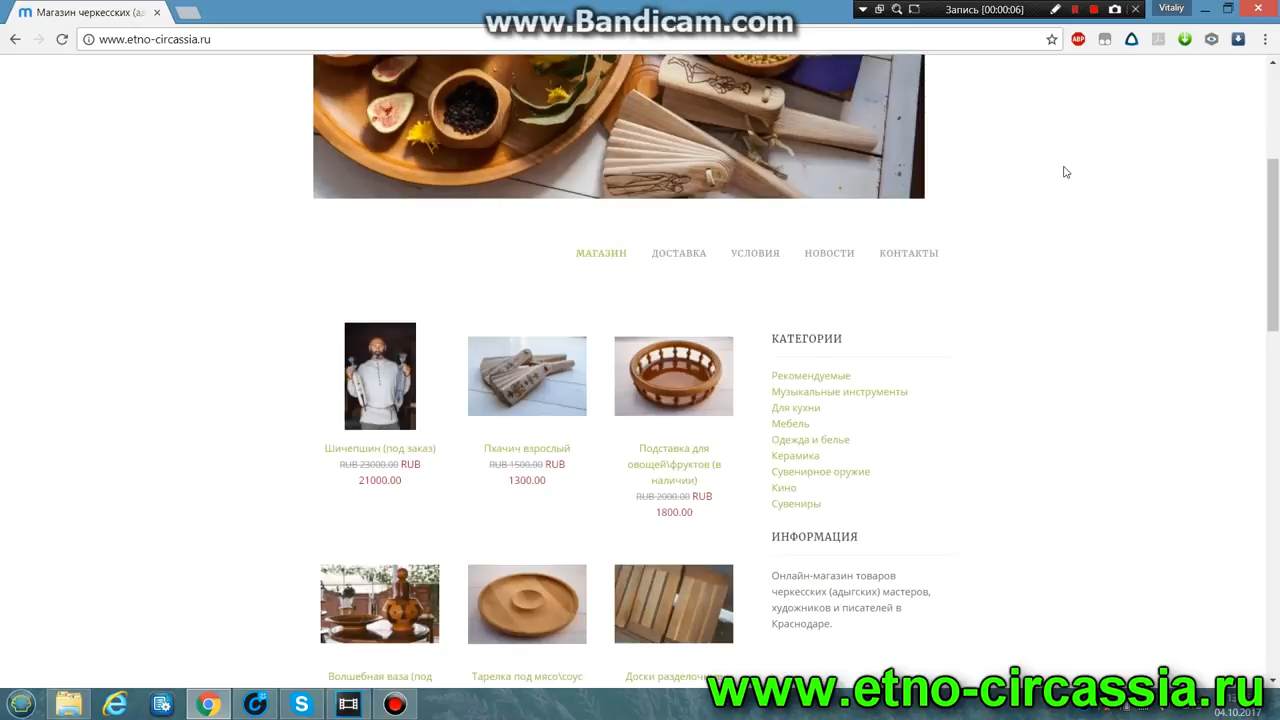 Магазин черкесских (а
www.Bandicam.com
Запись [00:00:06]
Vitaliy
www.etno-circassia.ru
ABP
МАГАЗИН ДОСТАВКА УСЛОВИЯ НОВОСТИ КОНТАКТЫ
Шичепшин (под заказ)
RUB 23000.00 RUB
21000.00
Пхачич взрослый
RUB 1500.00 RUB
1300.00
Подставка для
овощей\фруктов (в
наличии)
RUB 2000.00 RUB
1800.00
КАТЕГОРИИ
Рекомендуемые
Музыкальные инструменты
Для кухни
Мебель
Одежда и белье
Керамика
Сувенирное оружие
Кино
Сувениры
ИНФОРМАЦИЯ
Онлайн-магазин товаров
черкесских (адыгских) мастеров,
художников и писателей в
Краснодаре.
Волшебная ваза (под
Тарелка под мясо\соус
Доски разделочные
www.etno-circassia.ru
04.10.2017